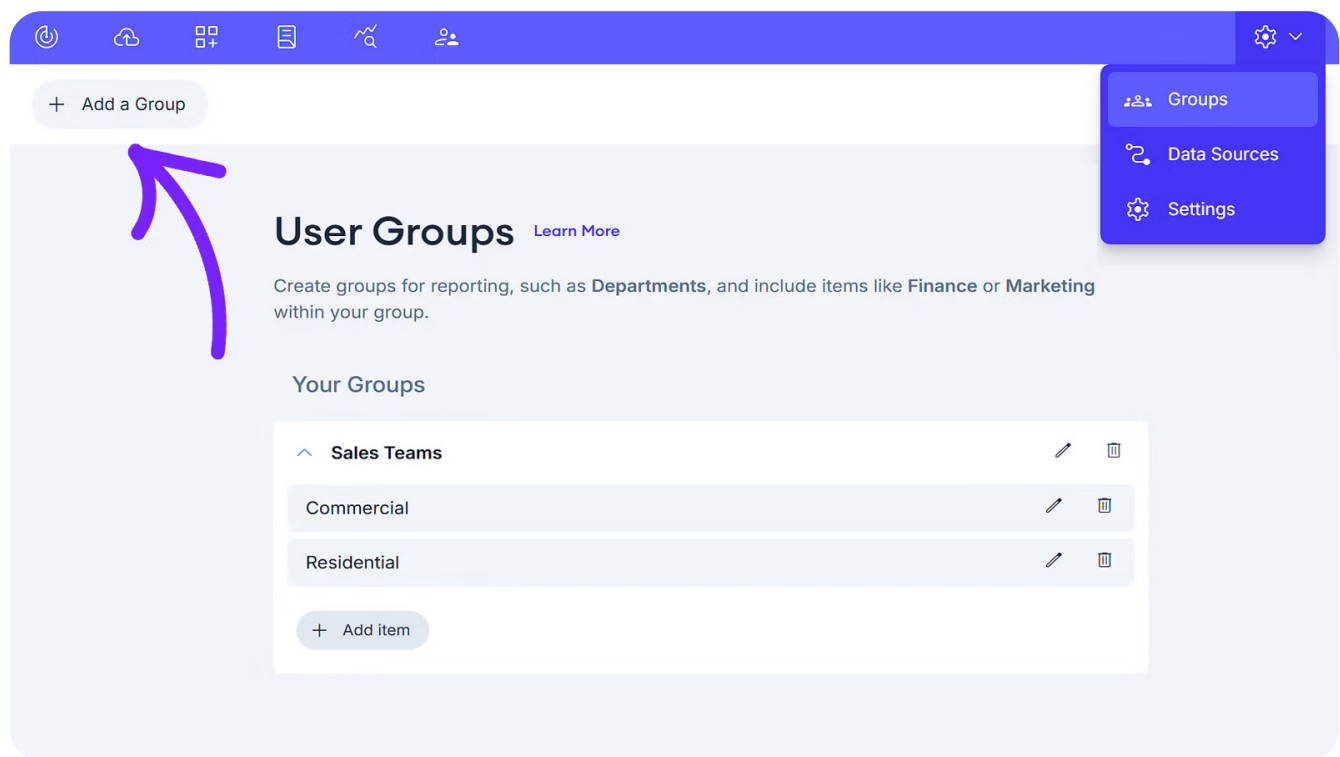 Add a Group
Groups
Data Sources
Settings
User Groups Learn More
Create groups for reporting, such as Departments, and include items like Finance or Marketing
within your group.
Your Groups
Sales Teams
Commercial
Residential
Add item